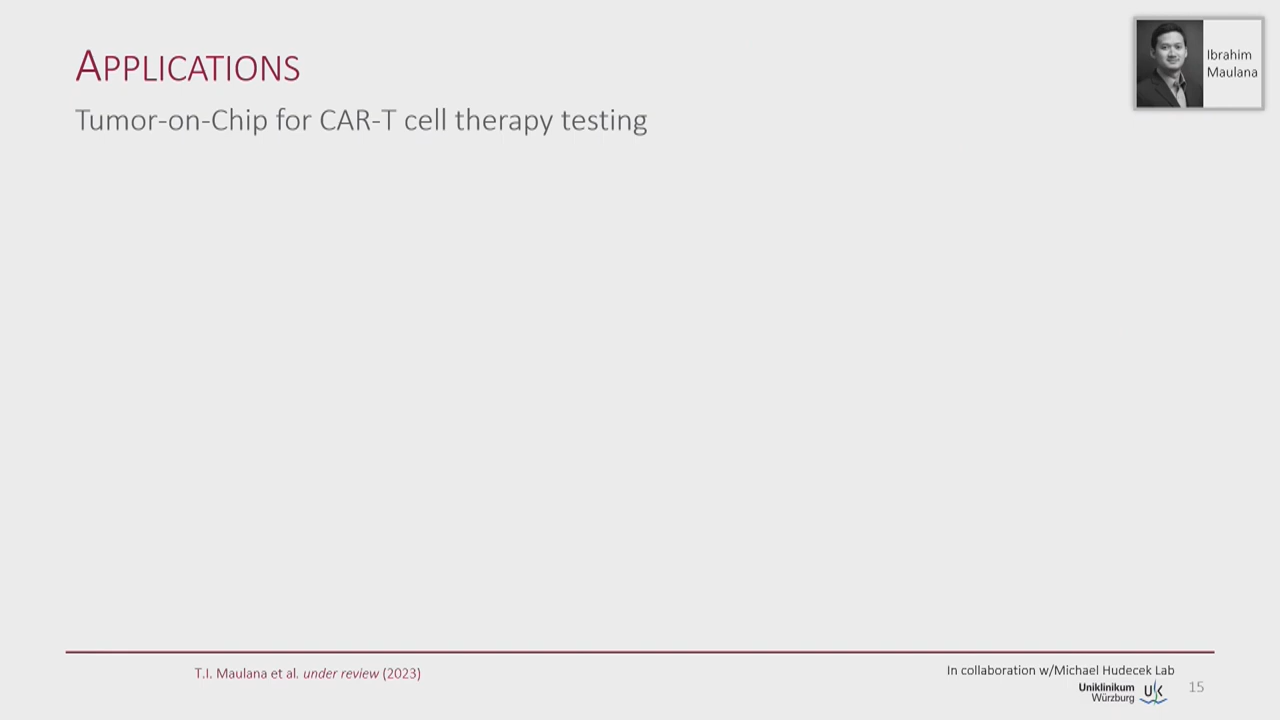 APPLICATIONS
Tumor-on-Chip for CAR-T cell therapy testing
Ibrahim
Maulana
T.I. Maulana et al. under review (2023)
In collaboration w/Michael Hudecek Lab
Uniklinikum
Würzburg
UK
15